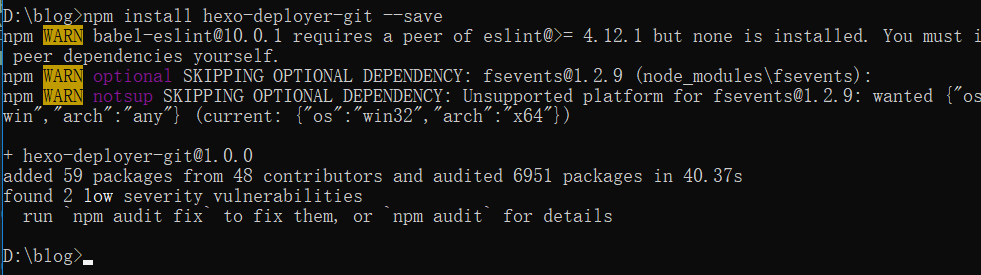 D:\blog>npm install hexo-deployer-git --save
npm WARN babel-eslint@10.0.1 requires a peer of eslint@>= 4.12.1 but none is installed. You must i
 peer dependencies yourself.
npm WARN optional SKIPPING OPTIONAL DEPENDENCY: fsevents@1.2.9 (node_modules\fsevents):
npm WARN notsup SKIPPING OPTIONAL DEPENDENCY: Unsupported platform for fsevents@1.2.9: wanted {"os
win","arch":"any"} (current: {"os":"win32","arch":"x64"})
+ hexo-deployer-git@1.0.0
added 59 packages from 48 contributors and audited 6951 packages in 40.37s
found 2 low severity vulnerabilities
  run `npm audit fix` to fix them, or `npm audit` for details
D:\blog>